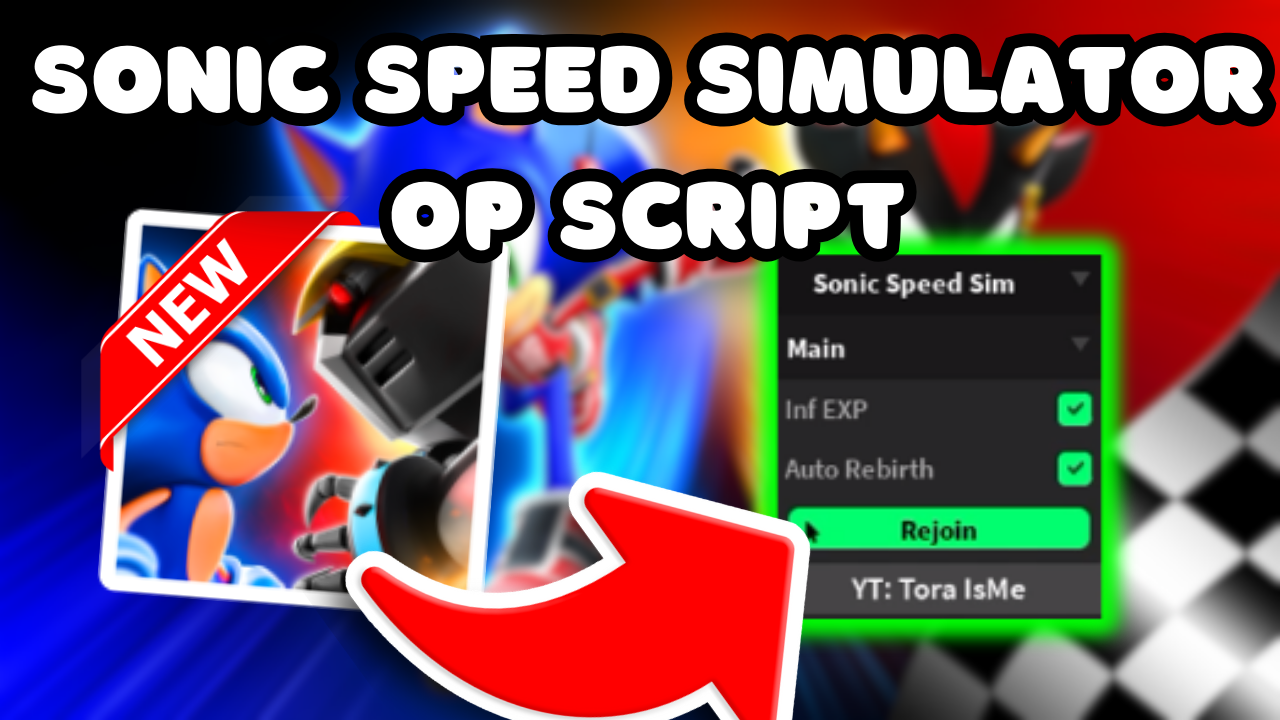 SONIC SPEED SIMULATOR
OP SCRIPT
NEW
Sonic Speed Sim
Main
Inf EXP
Auto Rebirth
Rejoin
YT: Tora IsMe